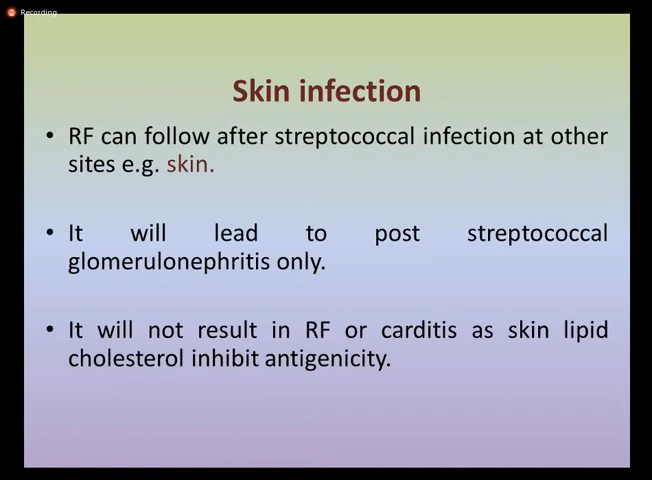 Recording
Skin infection
• RF can follow after streptococcal infection at other
sites e.g. skin.
• It will lead to post streptococcal
glomerulonephritis only.
• It will not result in RF or carditis as skin lipid
cholesterol inhibit antigenicity.